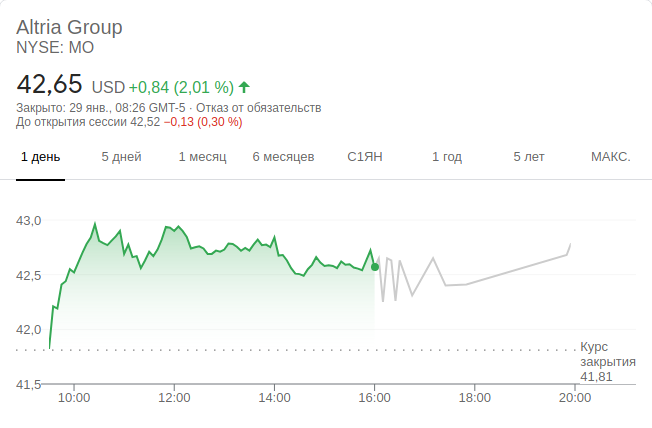 Altria Group
NYSE: MO
42,65 USD +0,84 (2,01 %)
Закрыто: 29 янв., 08:26 GMT-5 · Отказ от обязательств
До открытия сессии 42,52 −0,13 (0,30 %)
1 день 5 дней 1 месяц 6 месяцев С1ЯН 1 год 5 лет МАКС.
43,0
42,5
42,0
41,5
Курс
закрытия
41,81
10:00 12:00 14:00 16:00 18:00 20:00